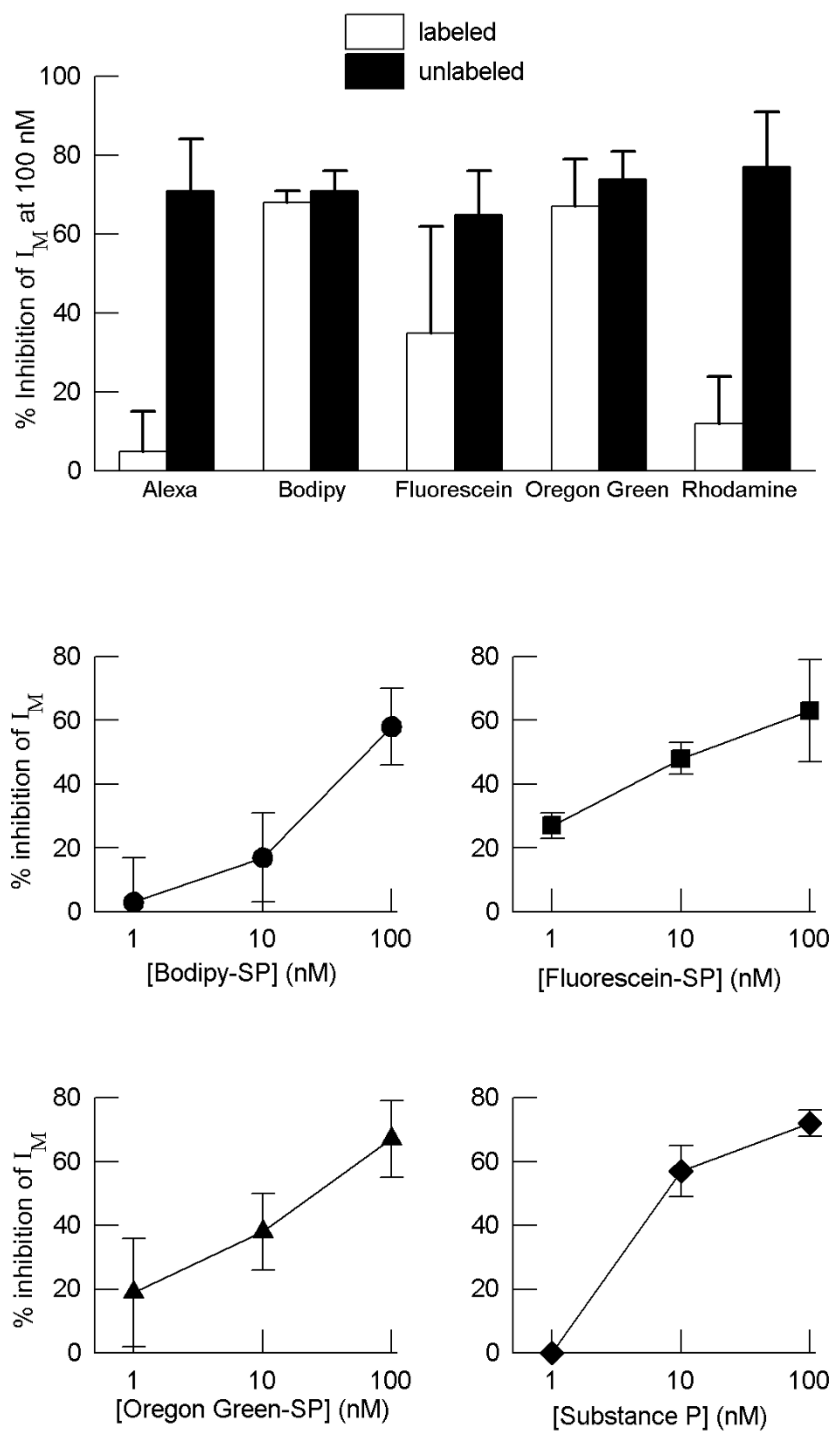 labeled
unlabeled
% Inhibition of I_M at 100 nM
100
80
60
40
20
0
Alexa Bodipy Fluorescein Oregon Green Rhodamine
% inhibition of I_M
80
60
40
20
0
1 10 100
[Bodipy-SP] (nM)
80
60
40
20
0
1 10 100
[Fluorescein-SP] (nM)
% inhibition of I_M
80
60
40
20
0
1 10 100
[Oregon Green-SP] (nM)
80
60
40
20
0
1 10 100
[Substance P] (nM)